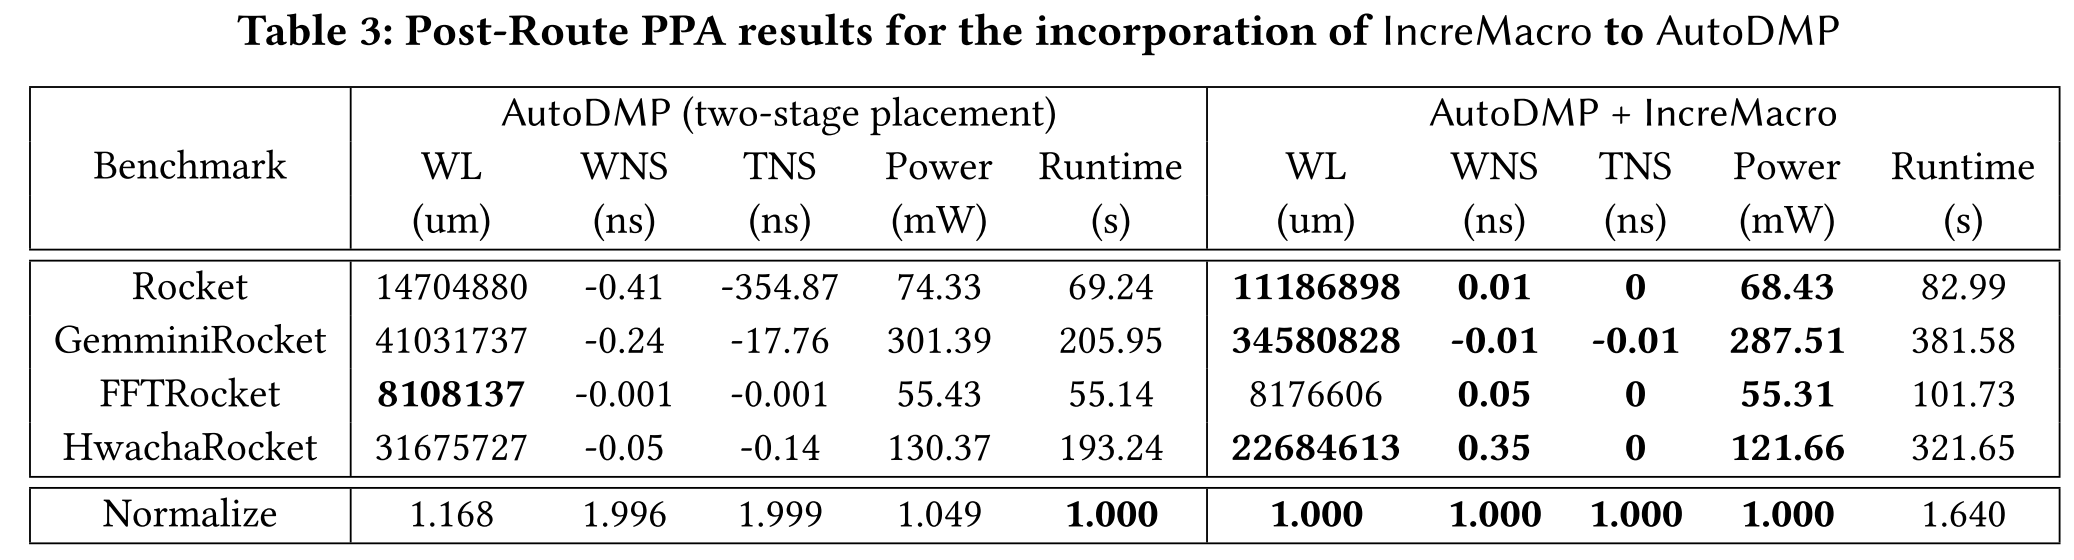 Table 3: Post-Route PPA results for the incorporation of IncreMacro to AutoDMP
AutoDMP (two-stage placement) AutoDMP + IncreMacro
Benchmark WL WNS TNS Power Runtime WL WNS TNS Power Runtime
(um) (ns) (ns) (mW) (s) (um) (ns) (ns) (mW) (s)
Rocket 14704880 -0.41 -354.87 74.33 69.24 11186898 0.01 0 68.43 82.99
GemminiRocket 41031737 -0.24 -17.76 301.39 205.95 34580828 -0.01 -0.01 287.51 381.58
FFTRocket 8108137 -0.001 -0.001 55.43 55.14 8176606 0.05 0 55.31 101.73
HwachaRocket 31675727 -0.05 -0.14 130.37 193.24 22684613 0.35 0 121.66 321.65
Normalize 1.168 1.996 1.999 1.049 1.000 1.000 1.000 1.000 1.000 1.640